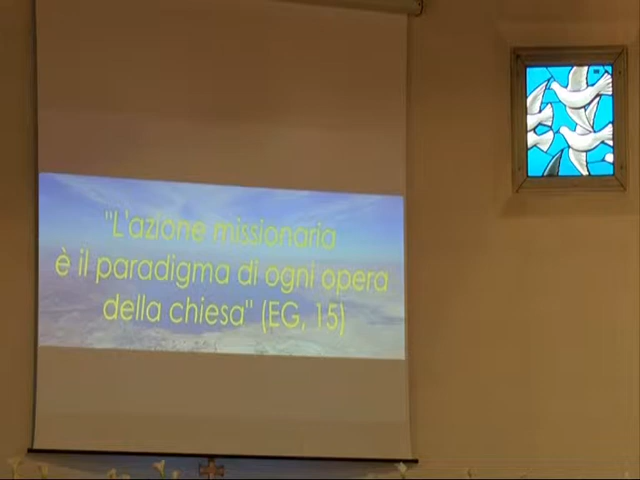 "L'azione missionaria
è il paradigma di ogni opera
della chiesa" (EG, 15)